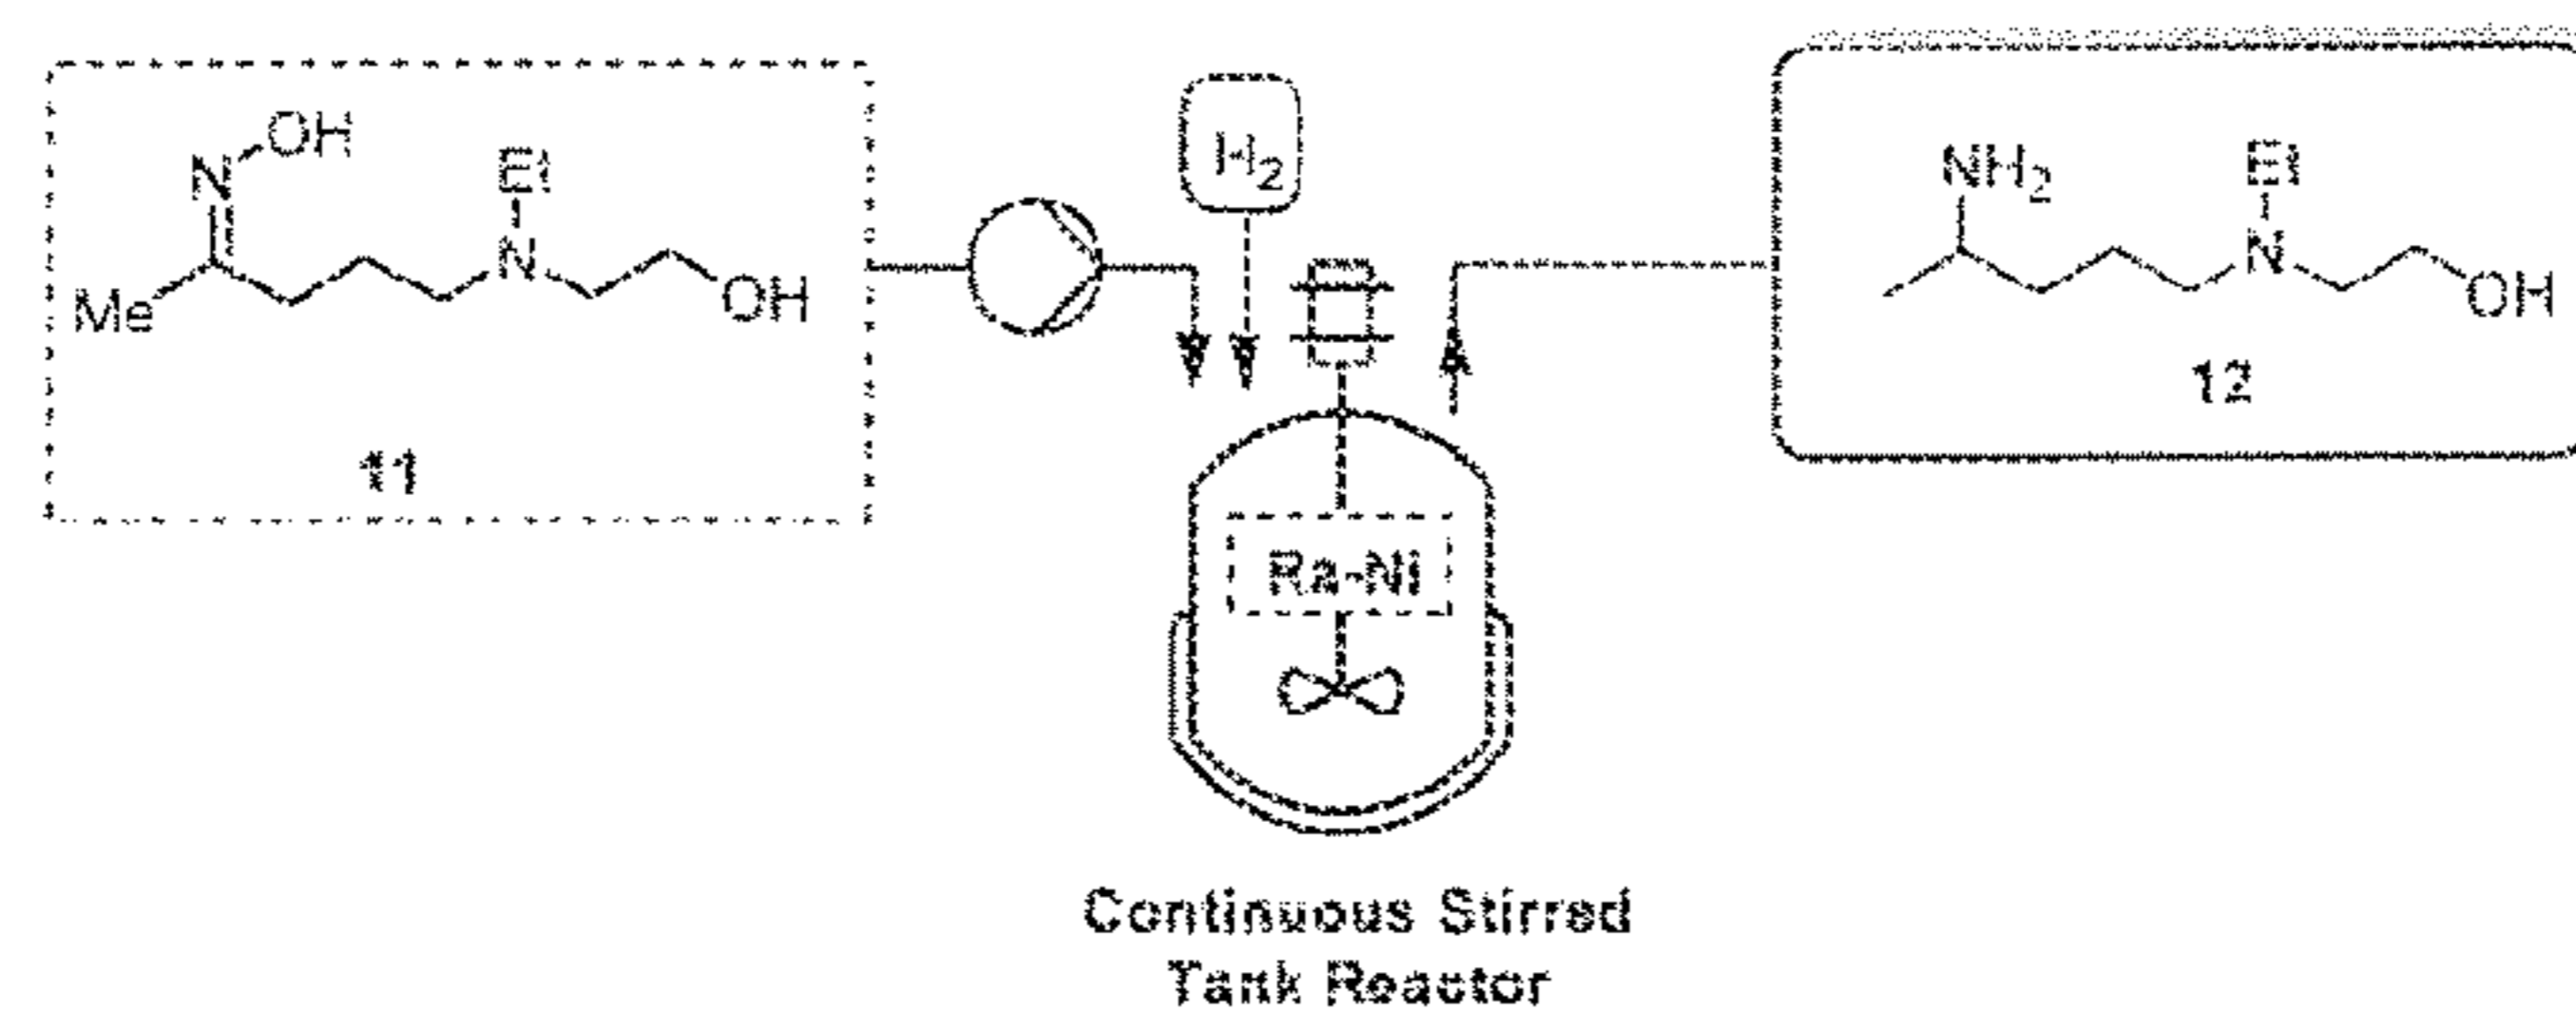 OH
N
Et
N
Me
OH
11
H2
Ra-Ni
Continuous Stirred
Tank Reactor
NH2
Et
N
OH
12